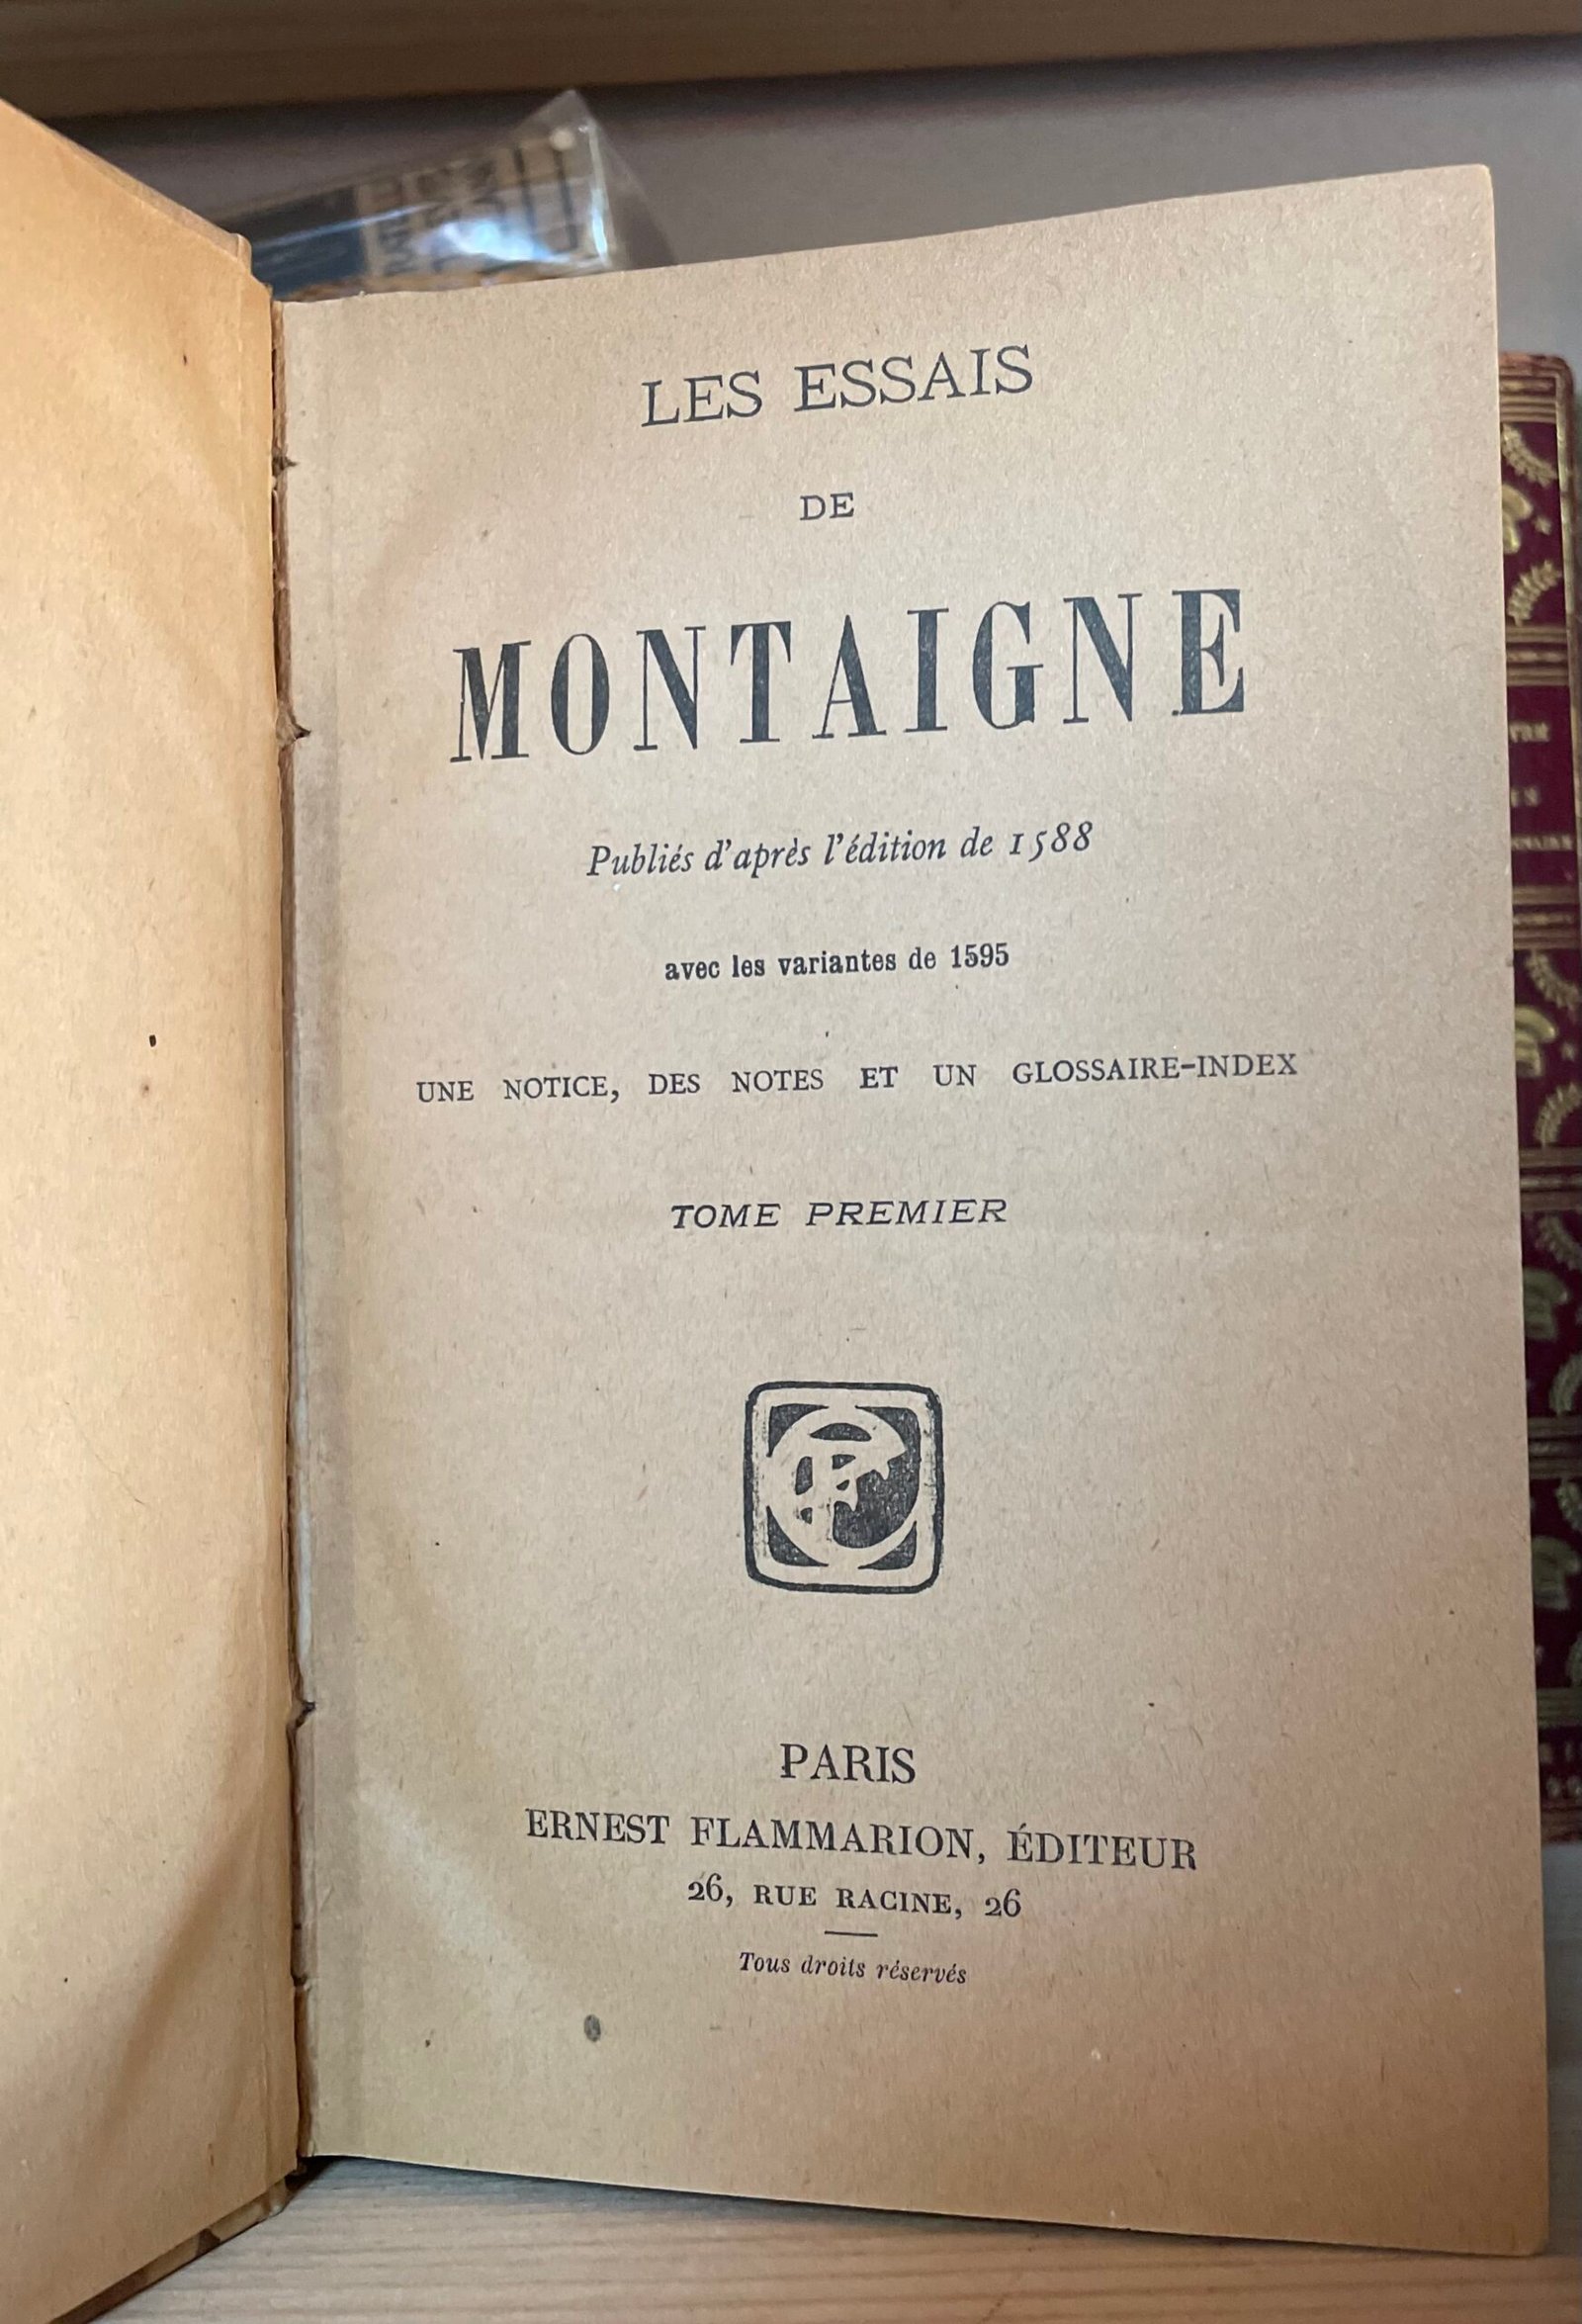 LES ESSAIS
DE
MONTAIGNE
Publiés d'après l'édition de 1588
avec les variantes de 1595
UNE NOTICE, DES NOTES ET UN GLOSSAIRE-INDEX
TOME PREMIER
PARIS
ERNEST FLAMMARION, ÉDITEUR
26, RUE RACINE, 26
Tous droits réservés